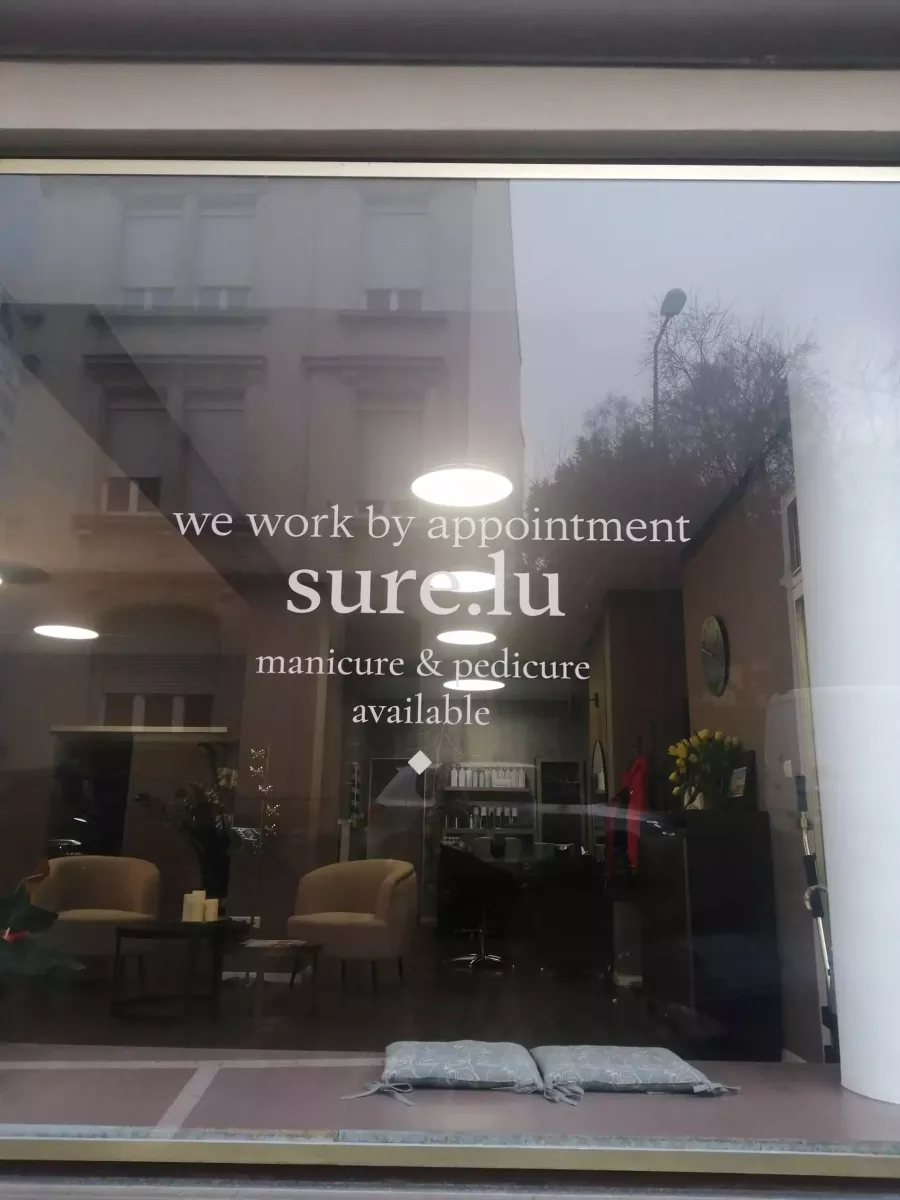 we work by appointment
sure.lu
manicure & pedicure
available